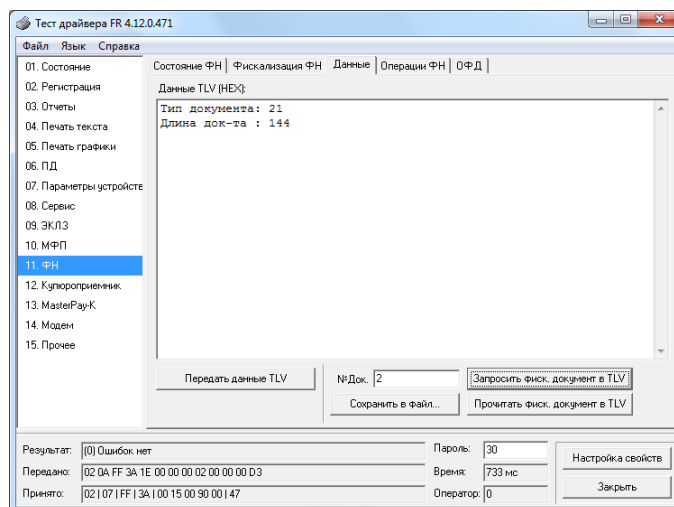 Тест драйвера FR 4.12.0.471
Файл Язык Справка
01. Состояние
02. Регистрация
03. Отчеты
04. Печать текста
05. Печать графики
06. ПД
07. Параметры устройств
08. Сервис
09. ЭКЛЗ
10. МФП
11. ФН
12. Купюроприемник
13. MasterPay-K
14. Модем
15. Прочее
Состояние ФН Фискализация ФН Данные Операции ФН ОФД
Данные TLV (HEX):
Тип документа: 21
Длина док-та : 144
Передать данные TLV
№Док. 2
Запросить фиск. документ в TLV
Сохранить в файл...
Прочитать фиск. документ в TLV
Результат: (0) Ошибок нет
Передано: 02 0A FF 3A 1E 00 00 00 02 00 00 00 D3
Принято: 02 | 07 | FF | 3A | 00 15 00 90 00 | 47
Пароль: 30
Время: 733 мс
Оператор: 0
Настройка свойств
Закрыть